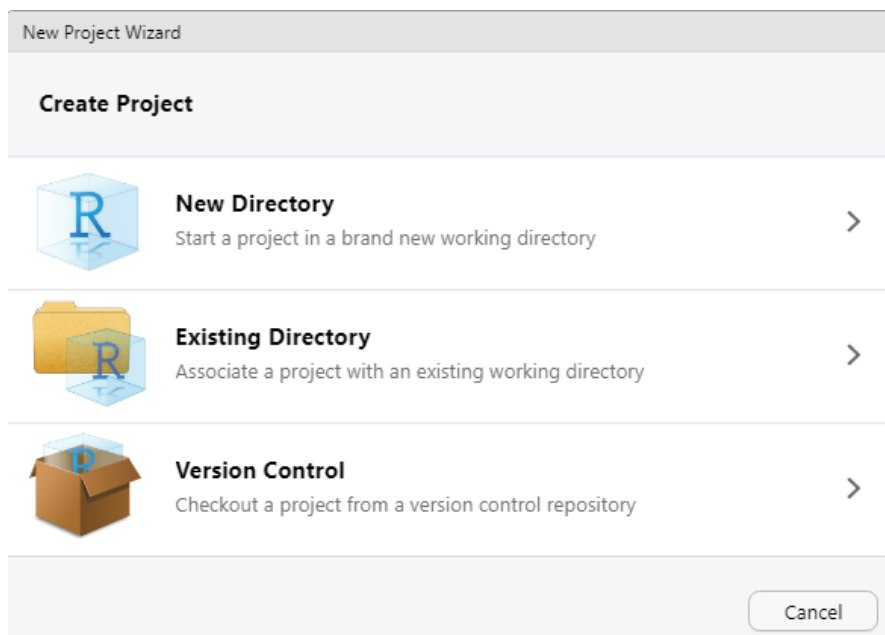 New Project Wizard
Create Project
R
New Directory
Start a project in a brand new working directory
R
Existing Directory
Associate a project with an existing working directory
R
Version Control
Checkout a project from a version control repository
Cancel